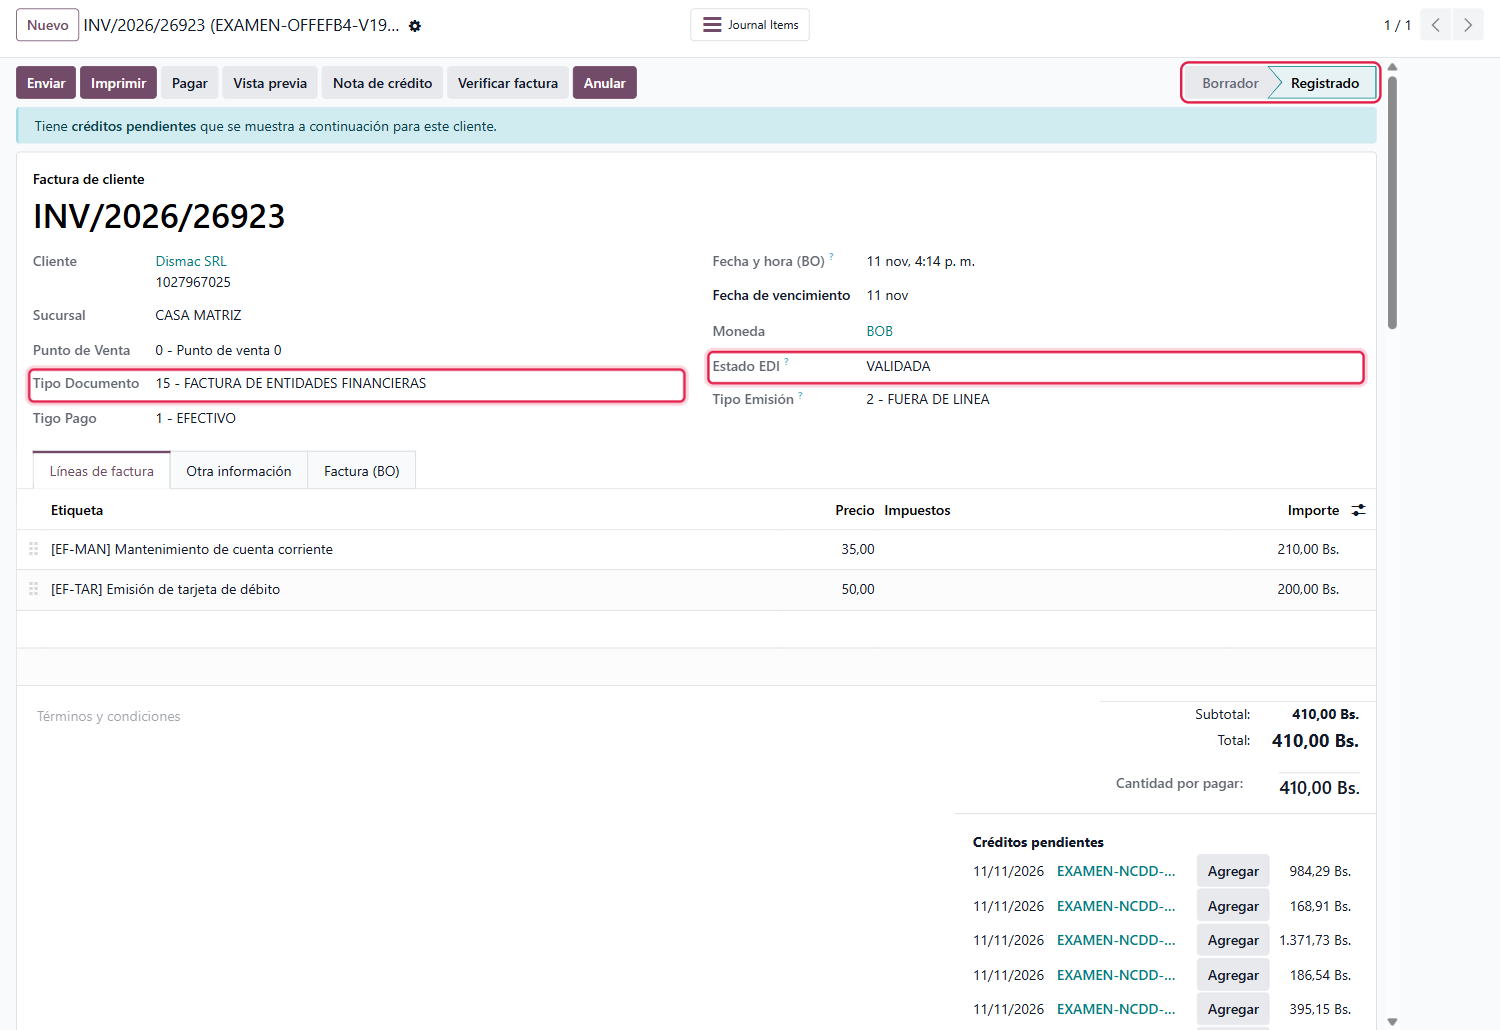 Nuevo INV/2026/26923 (EXAMEN-OFFEFB4-V19... Journal Items 1 / 1
Enviar Imprimir Pagar Vista previa Nota de crédito Verificar factura Anular Borrador Registrado
Tiene créditos pendientes que se muestra a continuación para este cliente.
Factura de cliente
INV/2026/26923
Cliente Dismac SRL
1027967025
Sucursal CASA MATRIZ
Punto de Venta 0 - Punto de venta 0
Tipo Documento 15 - FACTURA DE ENTIDADES FINANCIERAS
Tigo Pago 1 - EFECTIVO
Fecha y hora (BO) ? 11 nov, 4:14 p. m.
Fecha de vencimiento 11 nov
Moneda BOB
Estado EDI ? VALIDADA
Tipo Emisión ? 2 - FUERA DE LINEA
Líneas de factura Otra información Factura (BO)
Etiqueta Precio Impuestos Importe
[EF-MAN] Mantenimiento de cuenta corriente 35,00 210,00 Bs.
[EF-TAR] Emisión de tarjeta de débito 50,00 200,00 Bs.
Términos y condiciones
Subtotal: 410,00 Bs.
Total: 410,00 Bs.
Cantidad por pagar: 410,00 Bs.
Créditos pendientes
11/11/2026 EXAMEN-NCDD-... Agregar 984,29 Bs.
11/11/2026 EXAMEN-NCDD-... Agregar 168,91 Bs.
11/11/2026 EXAMEN-NCDD-... Agregar 1.371,73 Bs.
11/11/2026 EXAMEN-NCDD-... Agregar 186,54 Bs.
11/11/2026 EXAMEN-NCDD-... Agregar 395,15 Bs.